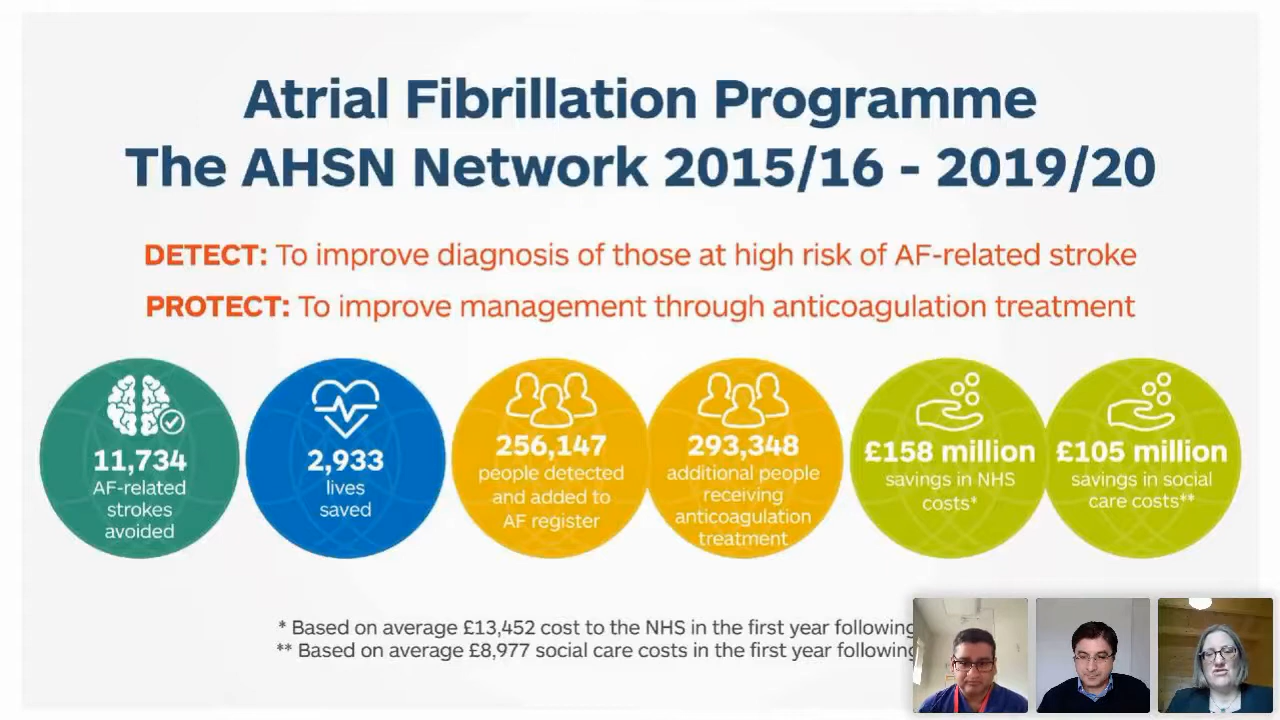 Atrial Fibrillation Programme
The AHSN Network 2015/16 - 2019/20
DETECT: To improve diagnosis of those at high risk of AF-related stroke
PROTECT: To improve management through anticoagulation treatment
11,734
AF-related
strokes
avoided
2,933
lives
saved
256,147
people detected
and added to
AF register
293,348
additional people
receiving
anticoagulation
treatment
£158 million
savings in NHS
costs*
£105 million
savings in social
care costs**
* Based on average £13,452 cost to the NHS in the first year following
** Based on average £8,977 social care costs in the first year following